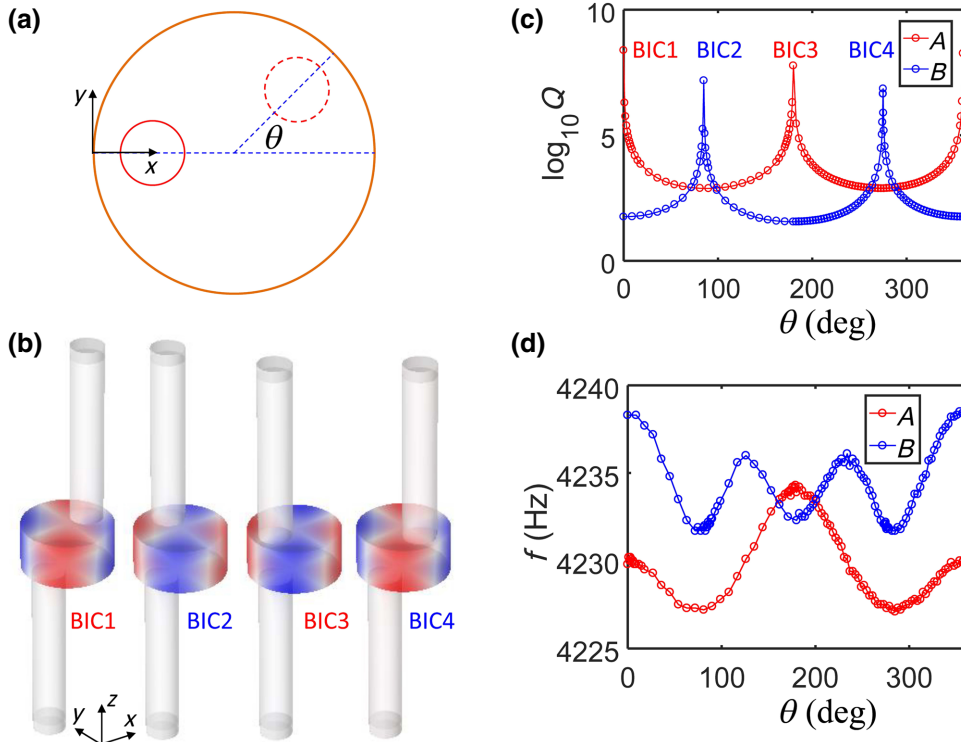 (a)
y
x
θ
(b)
BIC1
BIC2
BIC3
BIC4
y
z
x
(c)
10
5
0
log10 Q
BIC1
BIC2
BIC3
BIC4
A
B
0
100
200
300
θ (deg)
(d)
4240
4235
4230
4225
f (Hz)
A
B
0
100
200
300
θ (deg)